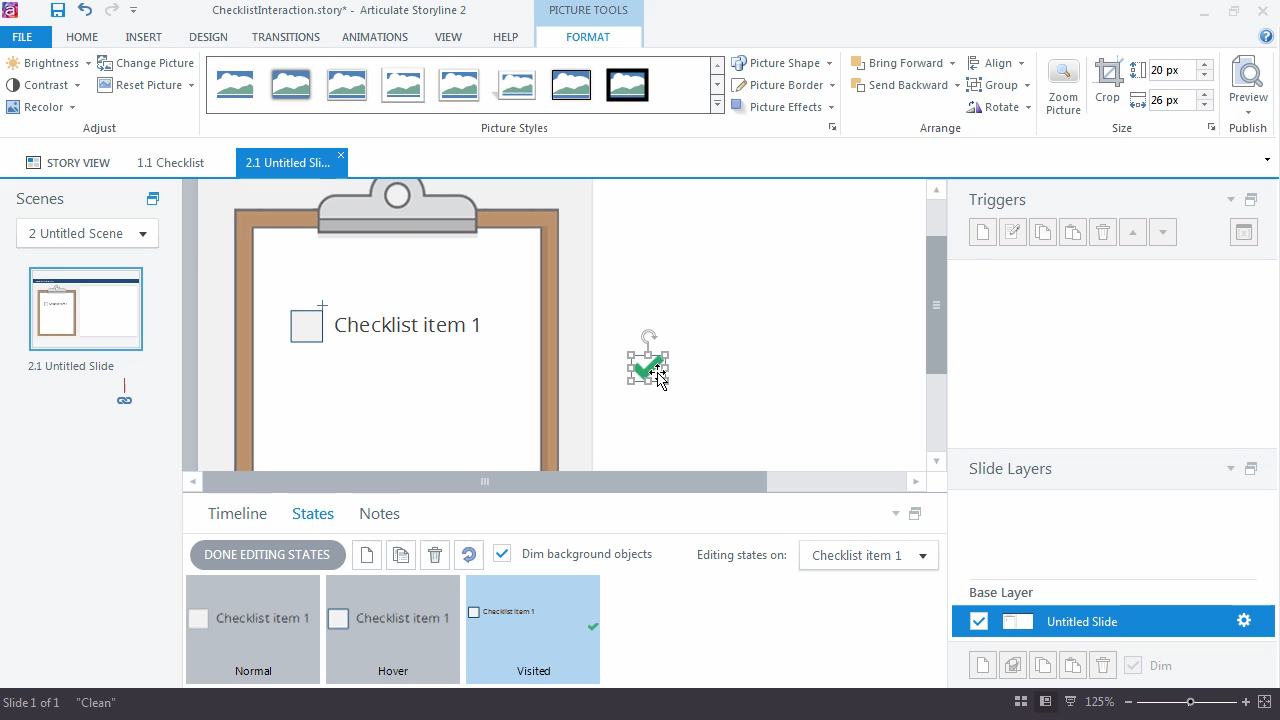 ChecklistInteraction.story* - Articulate Storyline 2
PICTURE TOOLS
FILE
HOME
INSERT
DESIGN
TRANSITIONS
ANIMATIONS
VIEW
HELP
FORMAT
Brightness
Contrast
Recolor
Change Picture
Reset Picture
Adjust
Picture Styles
Picture Shape
Picture Border
Picture Effects
Bring Forward
Send Backward
Align
Group
Rotate
Arrange
Zoom
Picture
Crop
20 px
26 px
Size
Preview
Publish
STORY VIEW
1.1 Checklist
2.1 Untitled Sli...
Scenes
2 Untitled Scene
2.1 Untitled Slide
Checklist item 1
Triggers
Slide Layers
Base Layer
Untitled Slide
Dim
Timeline
States
Notes
DONE EDITING STATES
Dim background objects
Editing states on:
Checklist item 1
Checklist item 1
Normal
Checklist item 1
Hover
Checklist item 1
Visited
Slide 1 of 1
"Clean"
125%